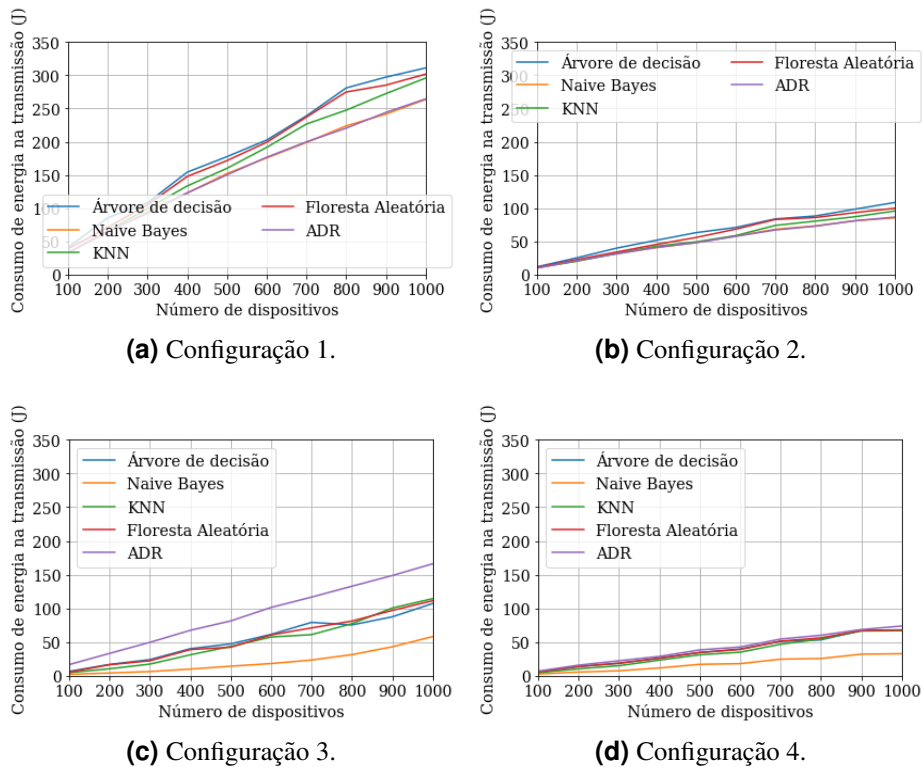 Consumo de energia na transmissão (J)
350
300
250
200
150
100
50
0
Árvore de decisão
Naive Bayes
KNN
Floresta Aleatória
ADR
100 200 300 400 500 600 700 800 900 1000
Número de dispositivos
(a) Configuração 1.
Consumo de energia na transmissão (J)
350
300
250
200
150
100
50
0
Árvore de decisão
Naive Bayes
KNN
Floresta Aleatória
ADR
100 200 300 400 500 600 700 800 900 1000
Número de dispositivos
(b) Configuração 2.
Consumo de energia na transmissão (J)
350
300
250
200
150
100
50
0
Árvore de decisão
Naive Bayes
KNN
Floresta Aleatória
ADR
100 200 300 400 500 600 700 800 900 1000
Número de dispositivos
(c) Configuração 3.
Consumo de energia na transmissão (J)
350
300
250
200
150
100
50
0
Árvore de decisão
Naive Bayes
KNN
Floresta Aleatória
ADR
100 200 300 400 500 600 700 800 900 1000
Número de dispositivos
(d) Configuração 4.